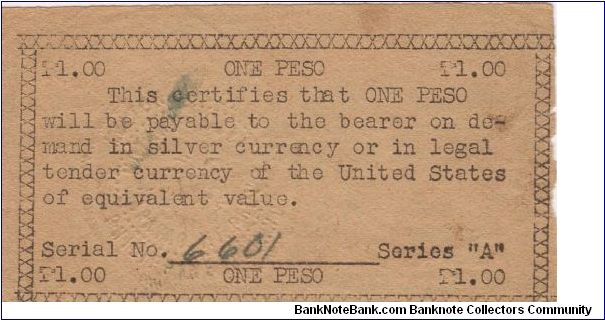 ₱1.00 ONE PESO ₱1.00
This certifies that ONE PESO
will be payable to the bearer on de-
mand in silver currency or in legal
tender currency of the United States
of equivalent value.
Serial No. 6601 Series "A"
₱1.00 ONE PESO ₱1.00
BankNoteBank.com Banknote Collectors Community